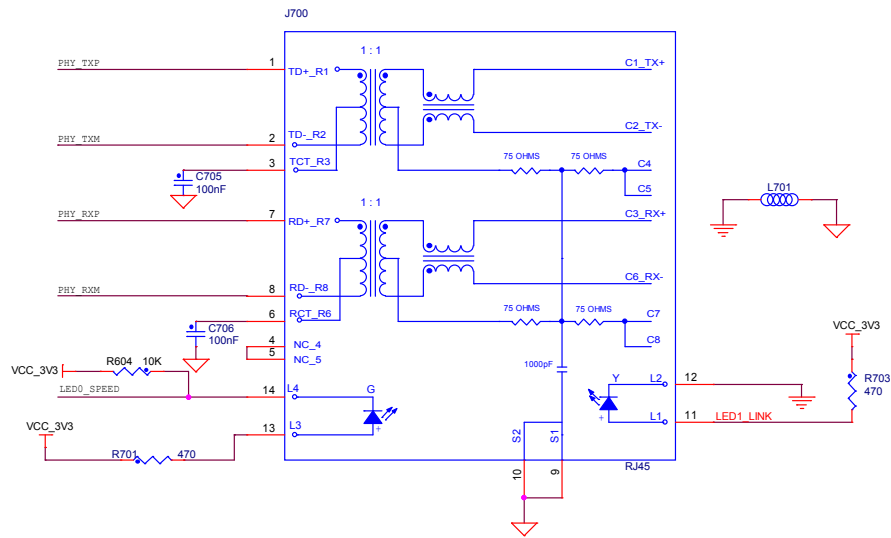 J700
1 : 1
PHY_TXP 1 TD+_R1 C1_TX+
C2_TX-
PHY_TXM 2 TD-_R2
75 OHMS 75 OHMS
3 TCT_R3 C4
C705
100nF
C5
L701
1 : 1
PHY_RXP 7 RD+_R7 C3_RX+
C6_RX-
PHY_RXM 8 RD-_R8
75 OHMS 75 OHMS
6 RCT_R6 C7
C706
100nF
C8
VCC_3V3
4 NC_4
5 NC_5
R604 10K
VCC_3V3
1000pF
R703
470
LED0_SPEED 14 L4 G Y L2 12
VCC_3V3
+
+
13 L3 L1 11 LED1_LINK
R701 470
S2 S1
RJ45
10 9